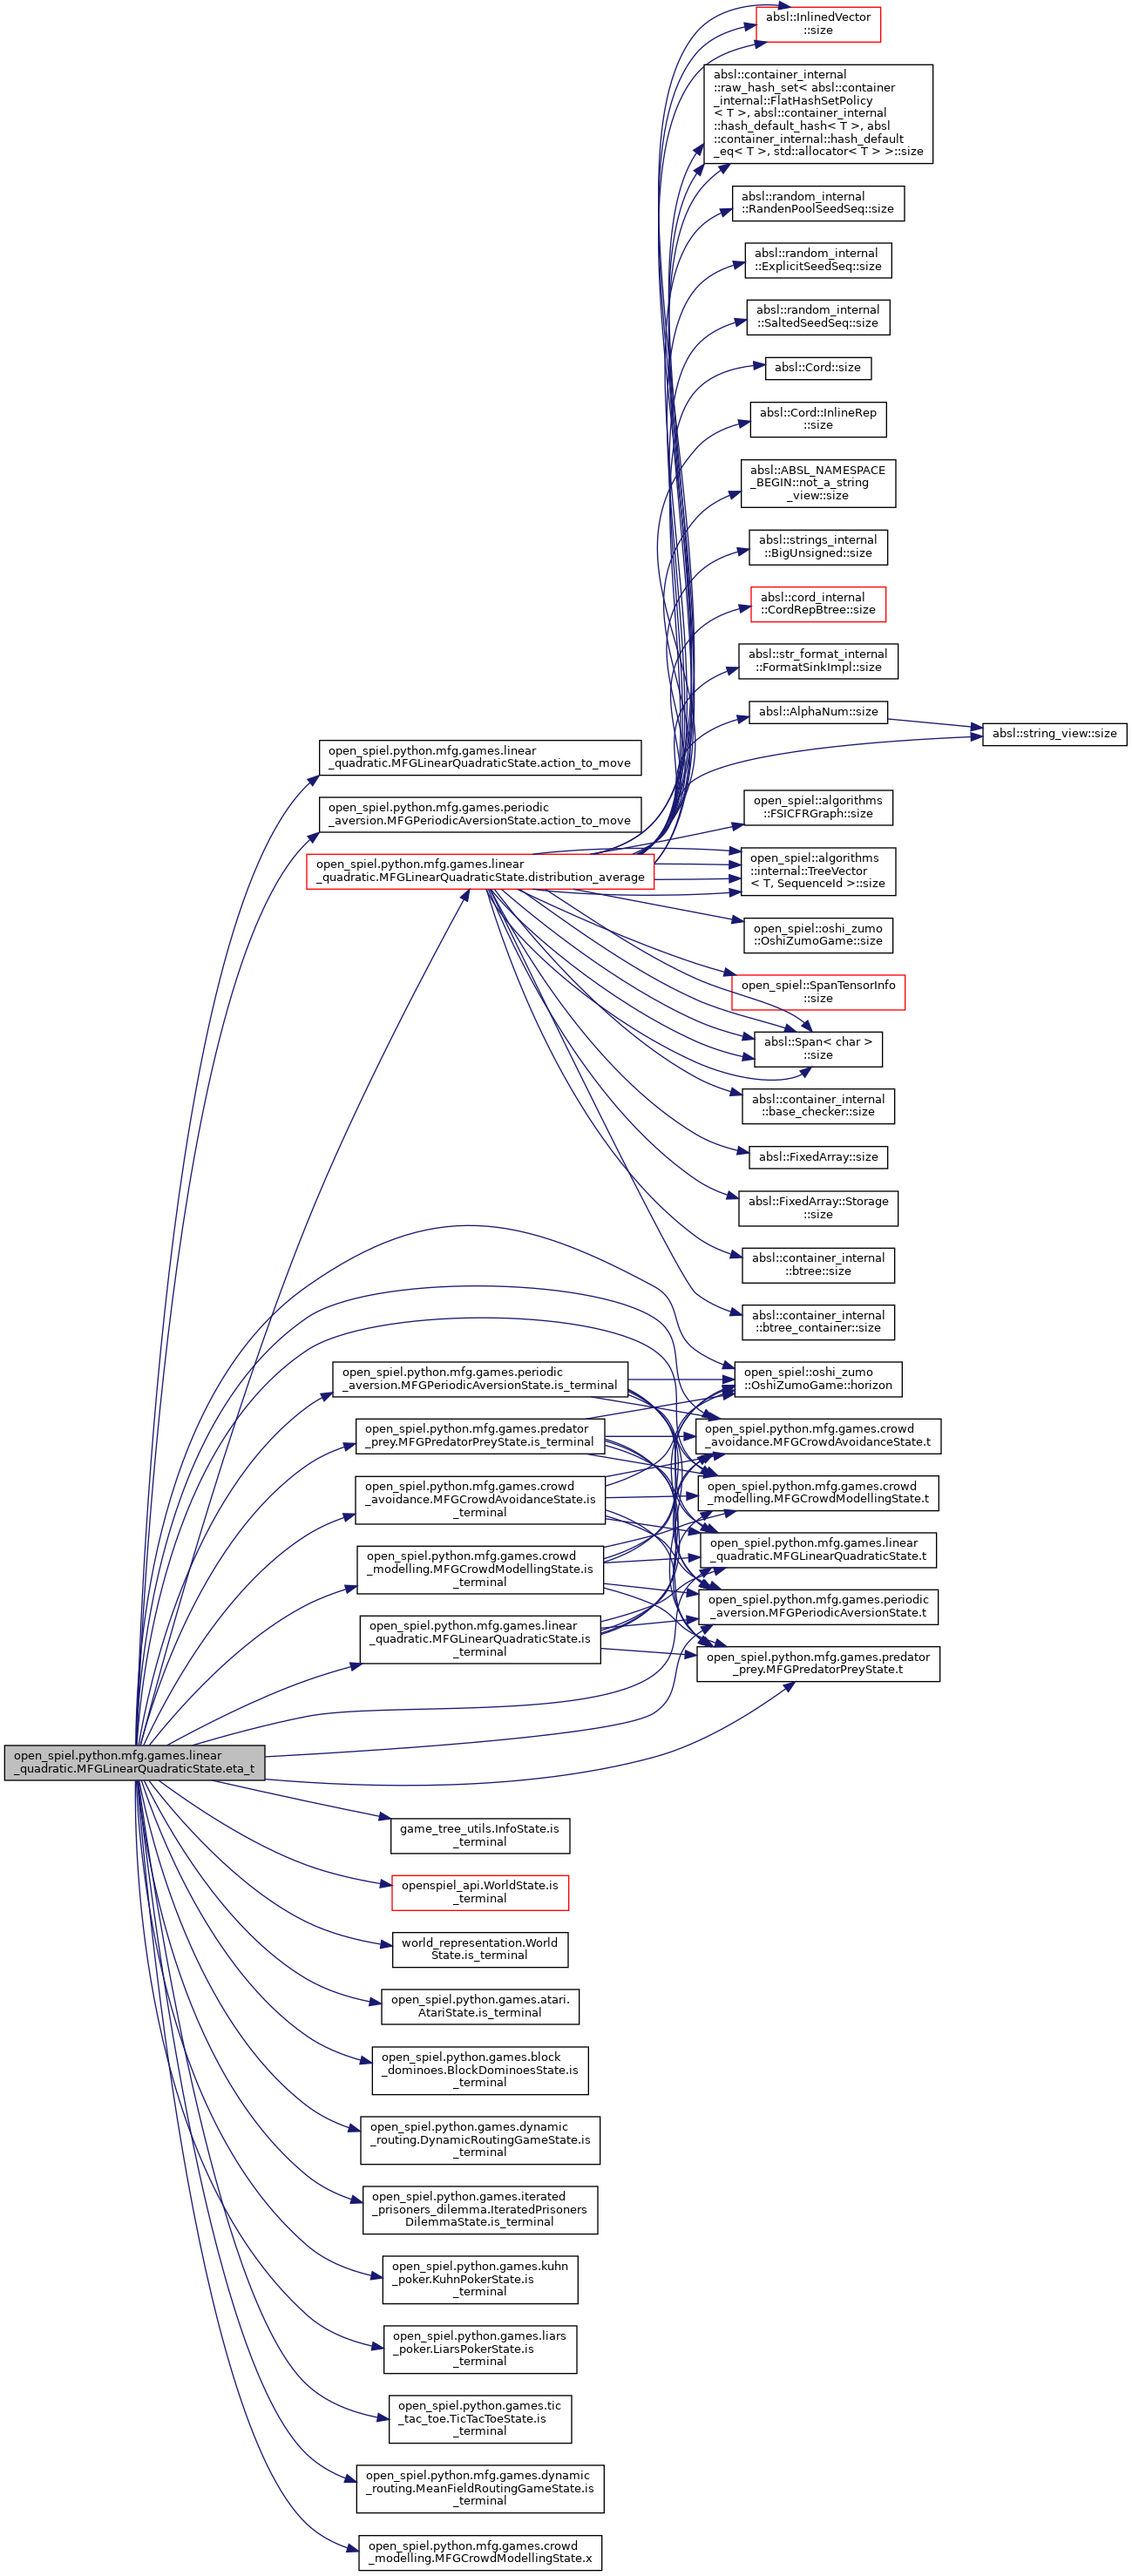 absl::InlinedVector
::size
absl::container_internal
::raw_hash_set< absl::container
_internal::FlatHashSetPolicy
< T >, absl::container_internal
::hash_default_hash< T >, absl
::container_internal::hash_default
_eq< T >, std::allocator< T > >::size
absl::random_internal
::RandenPoolSeedSeq::size
absl::random_internal
::ExplicitSeedSeq::size
absl::random_internal
::SaltedSeedSeq::size
absl::Cord::size
absl::Cord::InlineRep
::size
absl::ABSL_NAMESPACE
_BEGIN::not_a_string
_view::size
absl::strings_internal
::BigUnsigned::size
absl::cord_internal
::CordRepBtree::size
absl::str_format_internal
::FormatSinkImpl::size
absl::AlphaNum::size
absl::string_view::size
open_spiel.python.mfg.games.linear
_quadratic.MFGLinearQuadraticState.action_to_move
open_spiel.python.mfg.games.periodic
_aversion.MFGPeriodicAversionState.action_to_move
open_spiel::algorithms
::FSICFRGraph::size
open_spiel.python.mfg.games.linear
_quadratic.MFGLinearQuadraticState.distribution_average
open_spiel::algorithms
::internal::TreeVector
< T, SequenceId >::size
open_spiel::oshi_zumo
::OshiZumoGame::size
open_spiel::SpanTensorInfo
::size
absl::Span< char >
::size
absl::container_internal
::base_checker::size
absl::FixedArray::size
absl::FixedArray::Storage
::size
absl::container_internal
::btree::size
absl::container_internal
::btree_container::size
open_spiel.python.mfg.games.periodic
_aversion.MFGPeriodicAversionState.is_terminal
open_spiel::oshi_zumo
::OshiZumoGame::horizon
open_spiel.python.mfg.games.predator
_prey.MFGPredatorPreyState.is_terminal
open_spiel.python.mfg.games.crowd
_avoidance.MFGCrowdAvoidanceState.t
open_spiel.python.mfg.games.crowd
_avoidance.MFGCrowdAvoidanceState.is
_terminal
open_spiel.python.mfg.games.crowd
_modelling.MFGCrowdModellingState.t
open_spiel.python.mfg.games.crowd
_modelling.MFGCrowdModellingState.is
_terminal
open_spiel.python.mfg.games.linear
_quadratic.MFGLinearQuadraticState.t
open_spiel.python.mfg.games.linear
_quadratic.MFGLinearQuadraticState.is
_terminal
open_spiel.python.mfg.games.periodic
_aversion.MFGPeriodicAversionState.t
open_spiel.python.mfg.games.predator
_prey.MFGPredatorPreyState.t
open_spiel.python.mfg.games.linear
_quadratic.MFGLinearQuadraticState.eta_t
game_tree_utils.InfoState.is
_terminal
openspiel_api.WorldState.is
_terminal
world_representation.World
State.is_terminal
open_spiel.python.games.atari.
AtariState.is_terminal
open_spiel.python.games.block
_dominoes.BlockDominoesState.is
_terminal
open_spiel.python.games.dynamic
_routing.DynamicRoutingGameState.is
_terminal
open_spiel.python.games.iterated
_prisoners_dilemma.IteratedPrisoners
DilemmaState.is_terminal
open_spiel.python.games.kuhn
_poker.KuhnPokerState.is
_terminal
open_spiel.python.games.liars
_poker.LiarsPokerState.is
_terminal
open_spiel.python.games.tic
_tac_toe.TicTacToeState.is
_terminal
open_spiel.python.mfg.games.dynamic
_routing.MeanFieldRoutingGameState.is
_terminal
open_spiel.python.mfg.games.crowd
_modelling.MFGCrowdModellingState.x